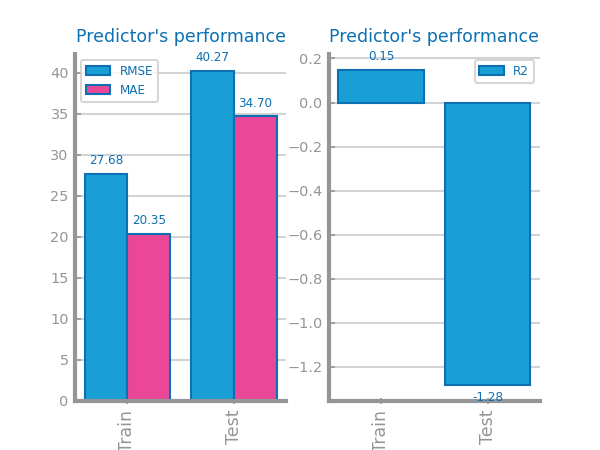 Predictor's performance
40.27
40
RMSE
MAE
35
34.70
30
27.68
25
20.35
20
15
10
5
0
Train
Test
Predictor's performance
0.2
0.15
R2
0.0
−0.2
−0.4
−0.6
−0.8
−1.0
−1.2
-1.28
Train
Test